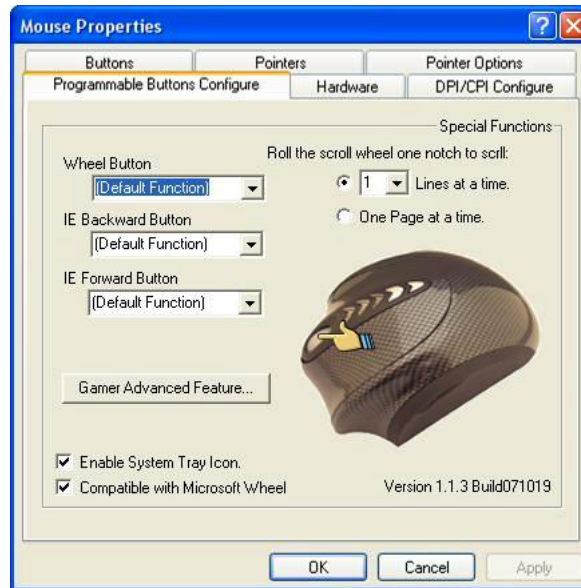 Mouse Properties
Buttons
Pointers
Pointer Options
Programmable Buttons Configure
Hardware
DPI/CPI Configure
Special Functions
Wheel Button
(Default Function)
IE Backward Button
(Default Function)
IE Forward Button
(Default Function)
Roll the scroll wheel one notch to scrll:
1 Lines at a time.
One Page at a time.
Gamer Advanced Feature...
Enable System Tray Icon.
Compatible with Microsoft Wheel
Version 1.1.3 Build071019
OK
Cancel
Apply